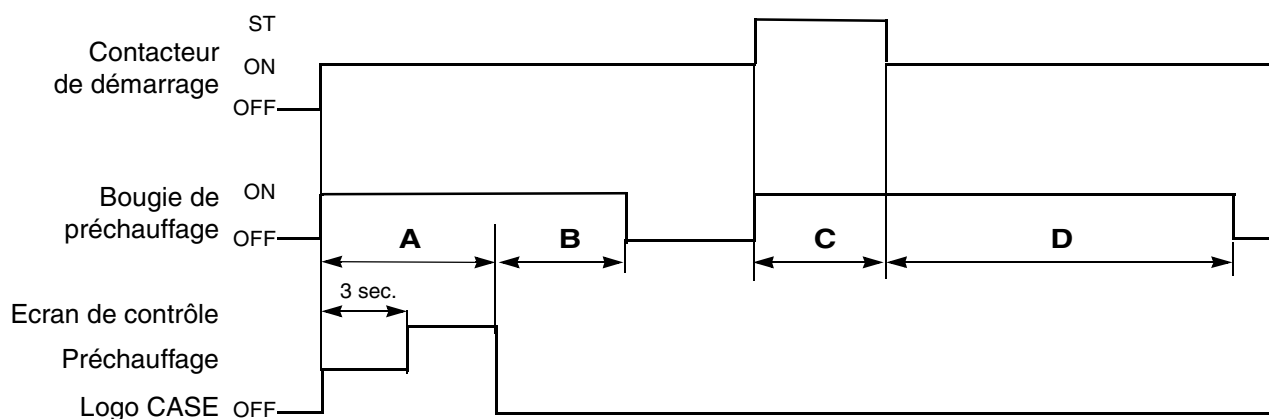 ST
Contacteur
de démarrage
ON
OFF
Bougie de
préchauffage
ON
OFF
A
B
C
D
3 sec.
Ecran de contrôle
Préchauffage
Logo CASE OFF